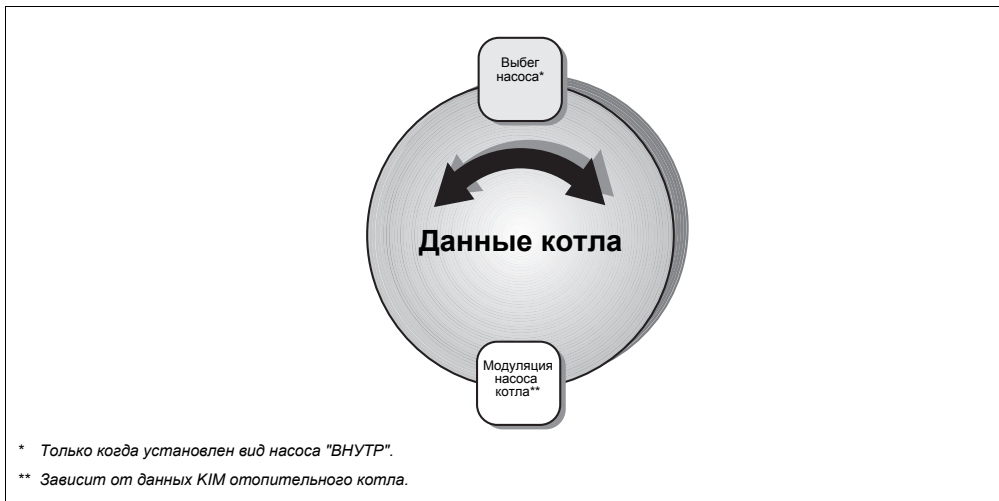 Выбег
насоса*
Данные котла
Модуляция
насоса
котла**
* Только когда установлен вид насоса "ВНУТР".
** Зависит от данных KIM отопительного котла.